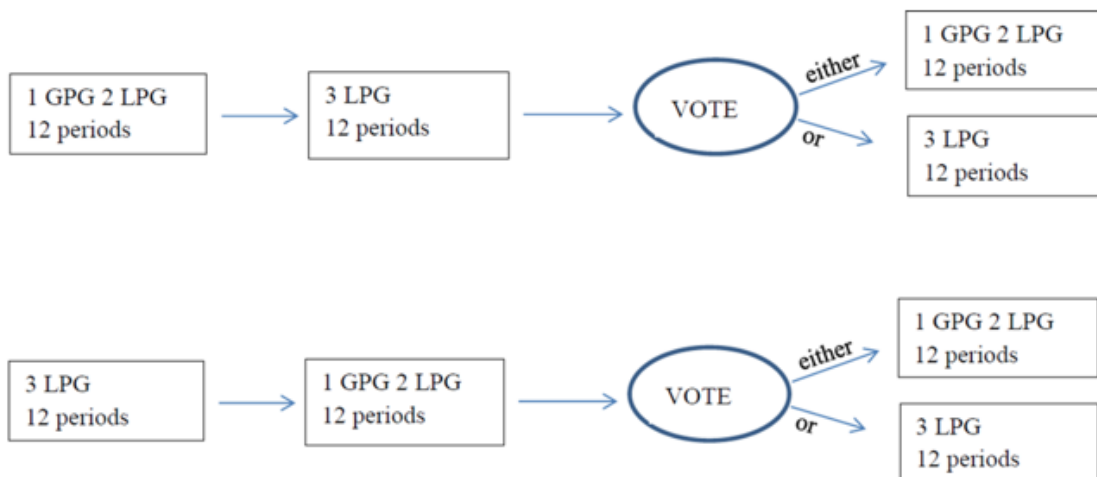 1 GPG 2 LPG
12 periods
3 LPG
12 periods
VOTE
either
or
1 GPG 2 LPG
12 periods
3 LPG
12 periods
3 LPG
12 periods
1 GPG 2 LPG
12 periods
VOTE
either
or
1 GPG 2 LPG
12 periods
3 LPG
12 periods